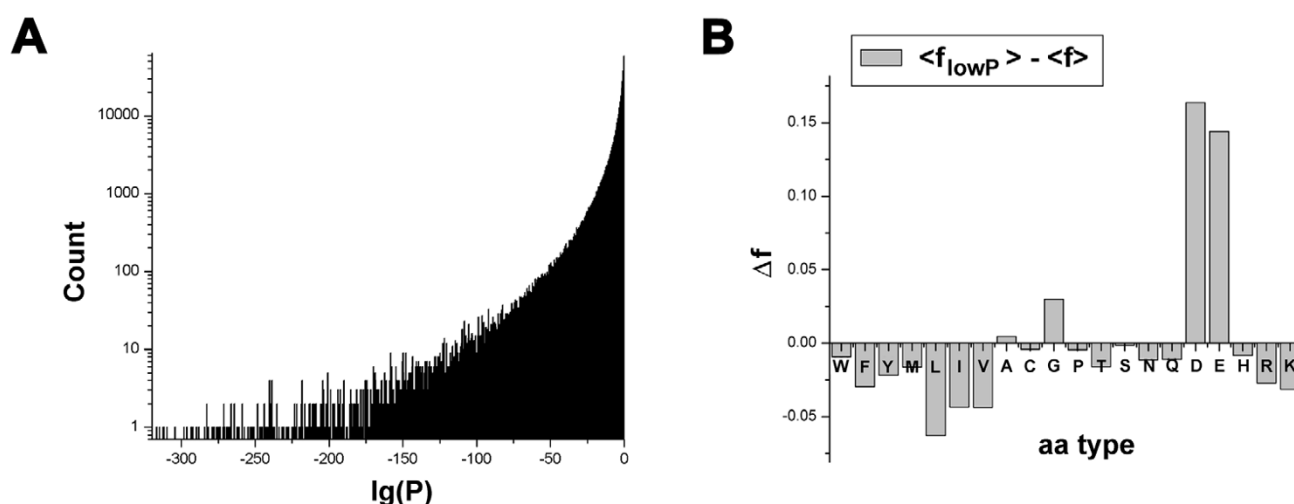 A
10000
1000
100
10
1
Count
-300
-250
-200
-150
-100
-50
0
lg(P)
B
<f_lowP> - <f>
0.15
0.10
0.05
0.00
-0.05
Δf
W F Y M L I V A C G P T S N Q D E H R K
aa type